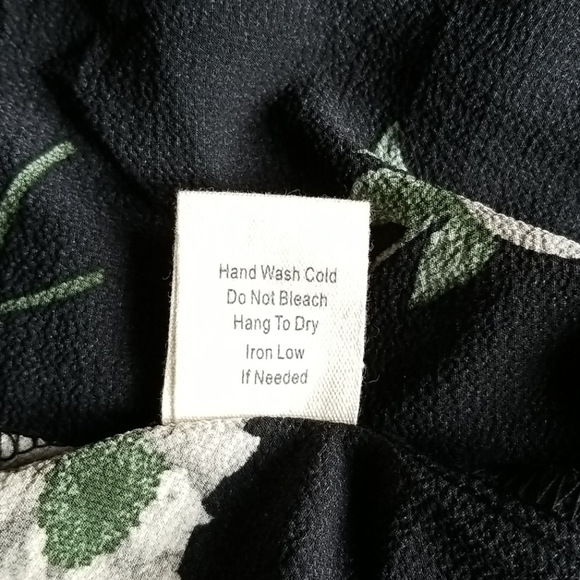 Hand Wash Cold
Do Not Bleach
Hang To Dry
Iron Low
If Needed